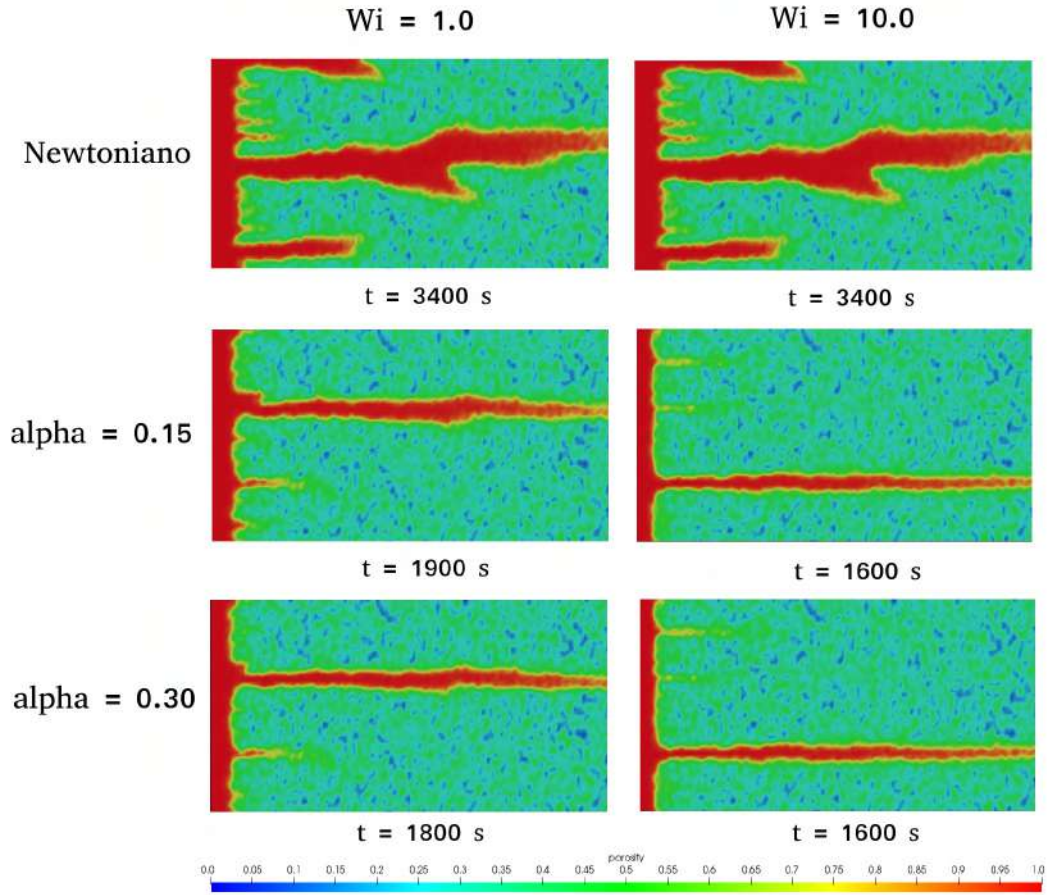 Wi = 1.0 Wi = 10.0
Newtoniano
t = 3400 s t = 3400 s
alpha = 0.15
t = 1900 s t = 1600 s
alpha = 0.30
t = 1800 s t = 1600 s
porosity
0.0 0.05 0.1 0.15 0.2 0.25 0.3 0.35 0.4 0.45 0.5 0.55 0.6 0.65 0.7 0.75 0.8 0.85 0.9 0.95 1.0